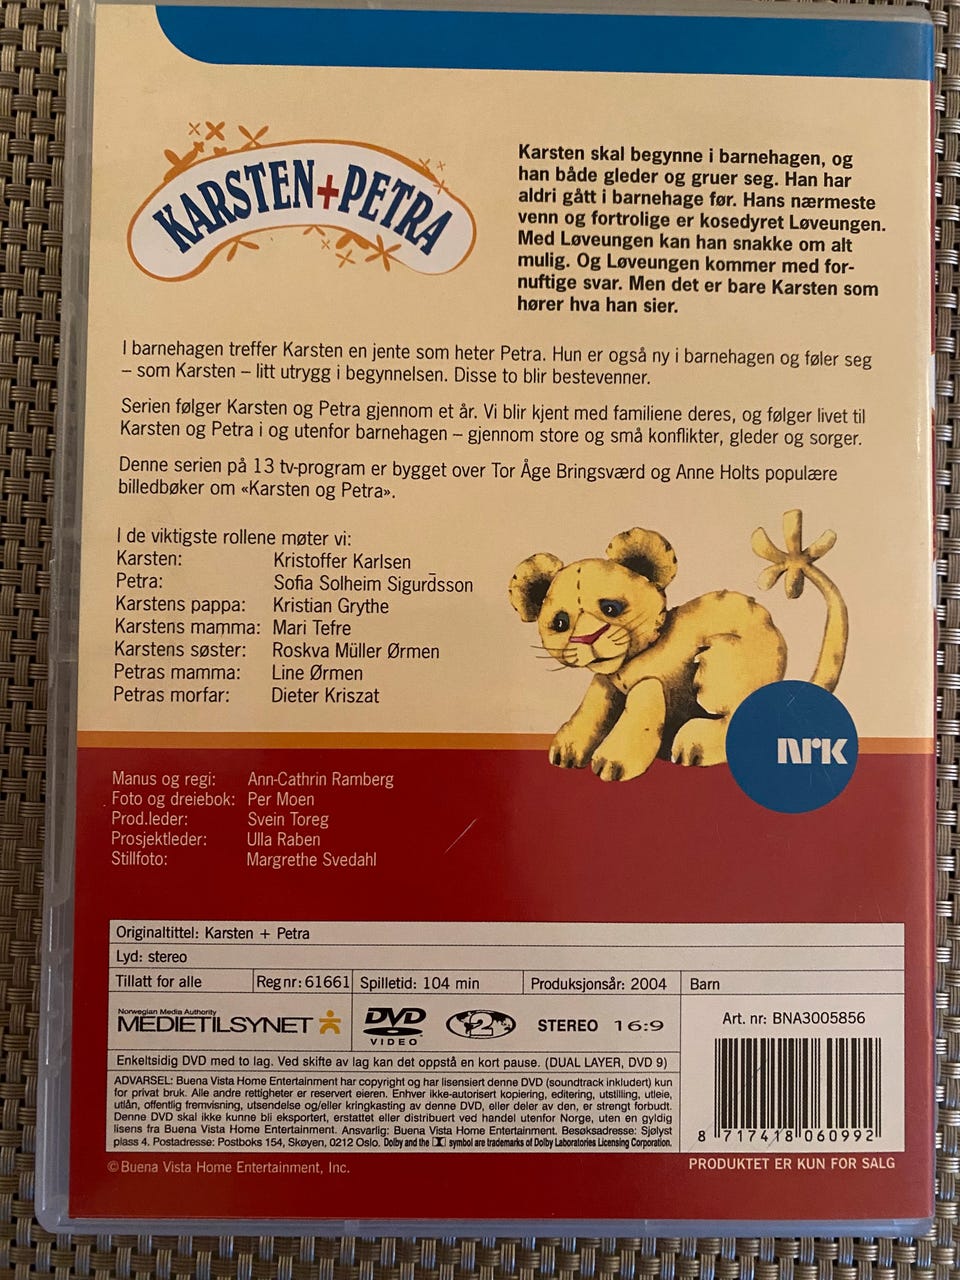 KARSTEN+PETRA
Karsten skal begynne i barnehagen, og
han både gleder og gruer seg. Han har
aldri gått i barnehage før. Hans nærmeste
venn og fortrolige er kosedyret Løveungen.
Med Løveungen kan han snakke om alt
mulig. Og Løveungen kommer med for-
nuftige svar. Men det er bare Karsten som
hører hva han sier.
I barnehagen treffer Karsten en jente som heter Petra. Hun er også ny i barnehagen og føler seg
– som Karsten – litt utrygg i begynnelsen. Disse to blir bestevenner.
Serien følger Karsten og Petra gjennom et år. Vi blir kjent med familiene deres, og følger livet til
Karsten og Petra i og utenfor barnehagen – gjennom store og små konflikter, gleder og sorger.
Denne serien på 13 tv-program er bygget over Tor Åge Bringsværd og Anne Holts populære
billedbøker om «Karsten og Petra».
I de viktigste rollene møter vi:
Karsten: Kristoffer Karlsen
Petra: Sofia Solheim Sigurdsson
Karstens pappa: Kristian Grythe
Karstens mamma: Mari Tefre
Karstens søster: Roskva Müller Ørmen
Petras mamma: Line Ørmen
Petras morfar: Dieter Kriszat
nrk
Manus og regi: Ann-Cathrin Ramberg
Foto og dreiebok: Per Moen
Prod.leder: Svein Toreg
Prosjektleder: Ulla Raben
Stillfoto: Margrethe Svedahl
Originaltittel: Karsten + Petra
Lyd: stereo
Tillatt for alle Reg nr: 61661 Spilletid: 104 min Produksjonsår: 2004 Barn
Norwegian Media Authority
MEDIETILSYNET DVD VIDEO 2 STEREO 16:9
Art. nr: BNA3005856
Enkeltsidig DVD med to lag. Ved skifte av lag kan det oppstå en kort pause. (DUAL LAYER, DVD 9)
ADVARSEL: Buena Vista Home Entertainment har copyright og har lisensiert denne DVD (soundtrack inkludert) kun
for privat bruk. Alle andre rettigheter er reservert eieren. Enhver ikke-autorisert kopiering, editering, utstilling, utleie,
utlån, offentlig fremvisning, utsendelse og/eller kringkasting av denne DVD, eller deler av den, er strengt forbudt.
Denne DVD skal ikke kunne bli eksportert, erstattet eller distribuert ved handel utenfor Norge, uten en gyldig
lisens fra Buena Vista Home Entertainment. Ansvarlig: Buena Vista Home Entertainment. Besøksadresse: Sjølyst
plass 4. Postadresse: Postboks 154, Skøyen, 0212 Oslo. Dolby and the symbol are trademarks of Dolby Laboratories Licensing Corporation.
8 717418 060992
©Buena Vista Home Entertainment, Inc.
PRODUKTET ER KUN FOR SALG